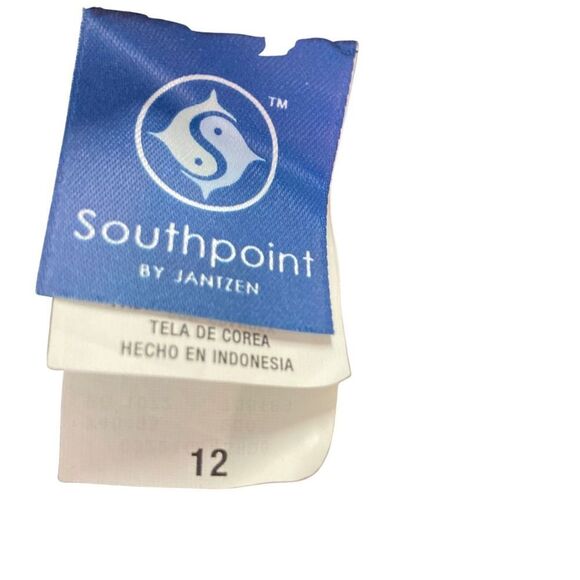 TM
Southpoint
BY JANTZEN
TELA DE COREA
HECHO EN INDONESIA
12